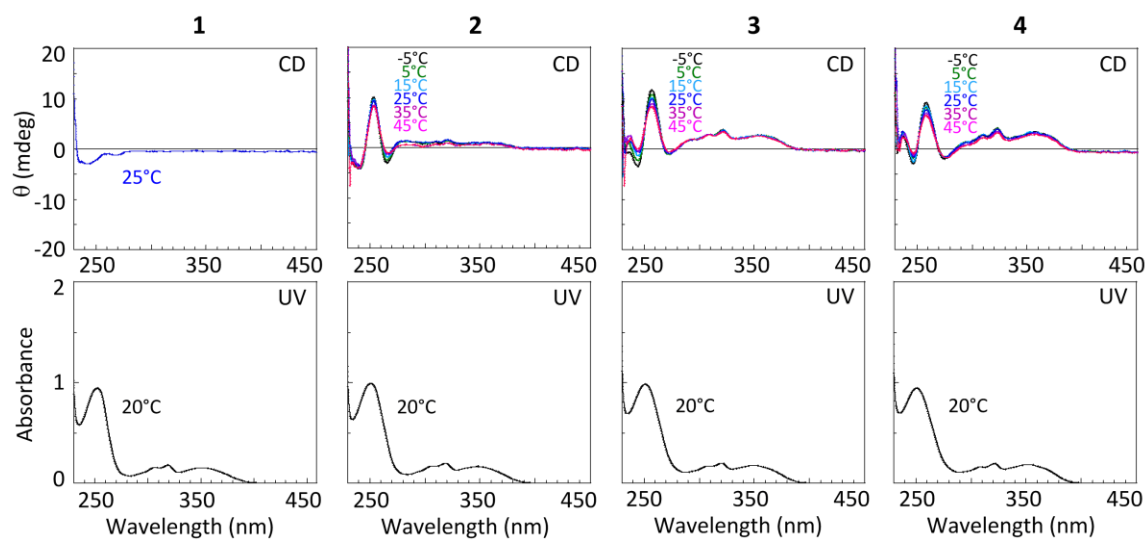 1 2 3 4
CD CD CD CD
-5°C -5°C -5°C
5°C 5°C 5°C
15°C 15°C 15°C
25°C 25°C 25°C
35°C 35°C 35°C
45°C 45°C 45°C
25°C
θ (mdeg)
20
10
0
-10
-20
250 350 450 250 350 450 250 350 450 250 350 450
UV UV UV UV
20°C 20°C 20°C 20°C
Absorbance
2
1
0
250 350 450 250 350 450 250 350 450 250 350 450
Wavelength (nm) Wavelength (nm) Wavelength (nm) Wavelength (nm)